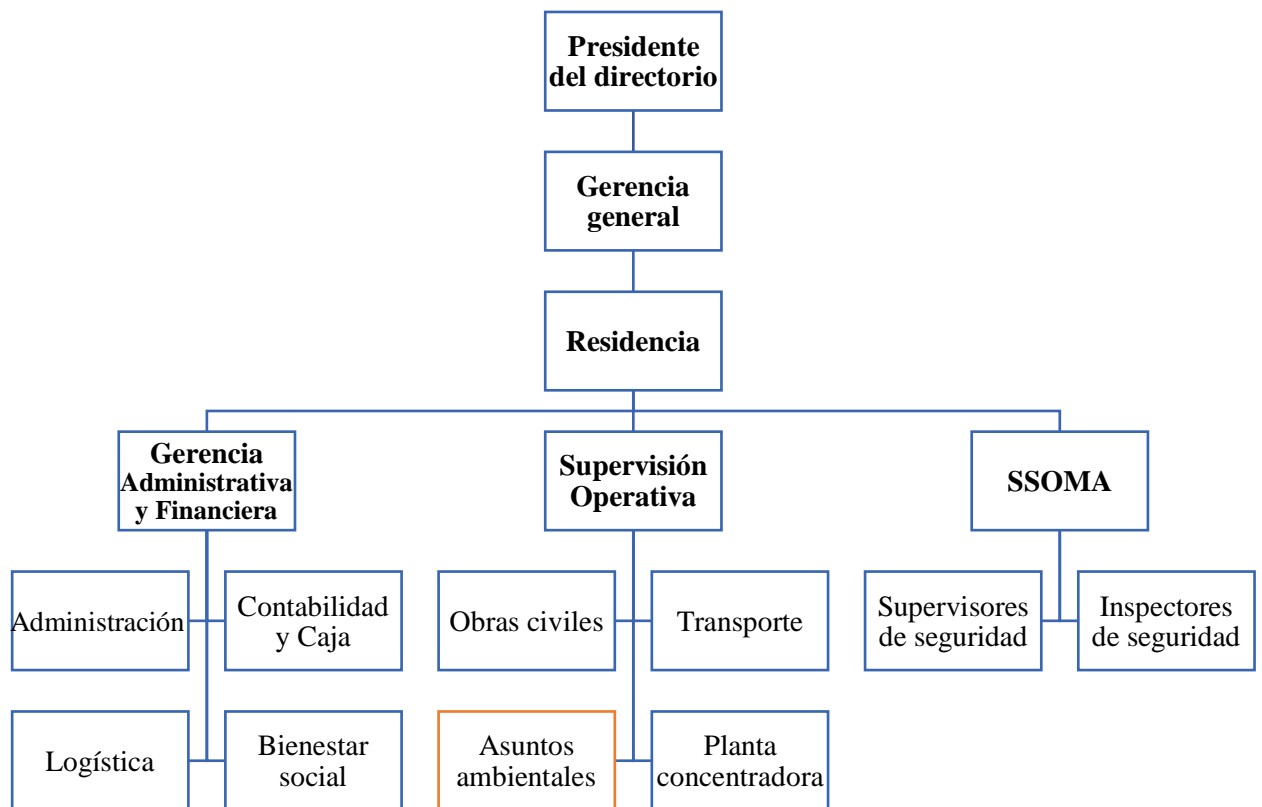 Presidente
del directorio
Gerencia
general
Residencia
Gerencia
Administrativa
y Financiera
Supervisión
Operativa
SSOMA
Administración
Contabilidad
y Caja
Obras civiles
Transporte
Supervisores
de seguridad
Inspectores
de seguridad
Logística
Bienestar
social
Asuntos
ambientales
Planta
concentradora